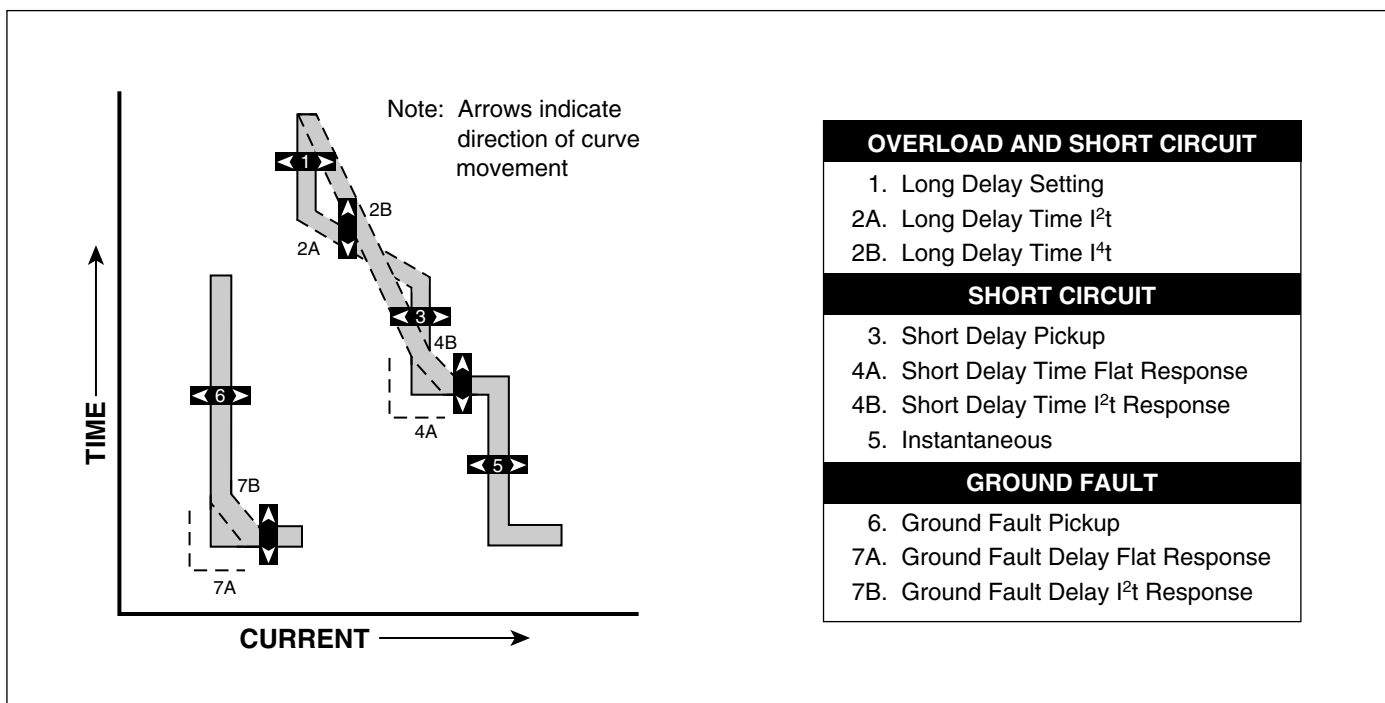 Note: Arrows indicate
direction of curve
movement
1
2B
2A
3
4B
4A
5
6
7B
7A
TIME
CURRENT
OVERLOAD AND SHORT CIRCUIT
1. Long Delay Setting
2A. Long Delay Time I²t
2B. Long Delay Time I⁴t
SHORT CIRCUIT
3. Short Delay Pickup
4A. Short Delay Time Flat Response
4B. Short Delay Time I²t Response
5. Instantaneous
GROUND FAULT
6. Ground Fault Pickup
7A. Ground Fault Delay Flat Response
7B. Ground Fault Delay I²t Response